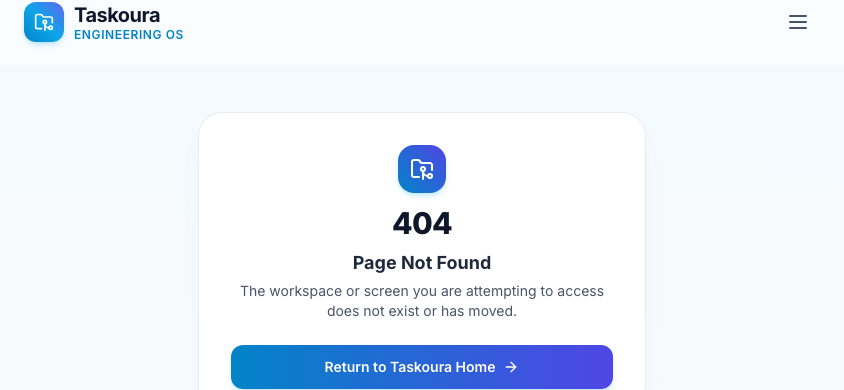 Taskoura
ENGINEERING OS
404
Page Not Found
The workspace or screen you are attempting to access
does not exist or has moved.
Return to Taskoura Home